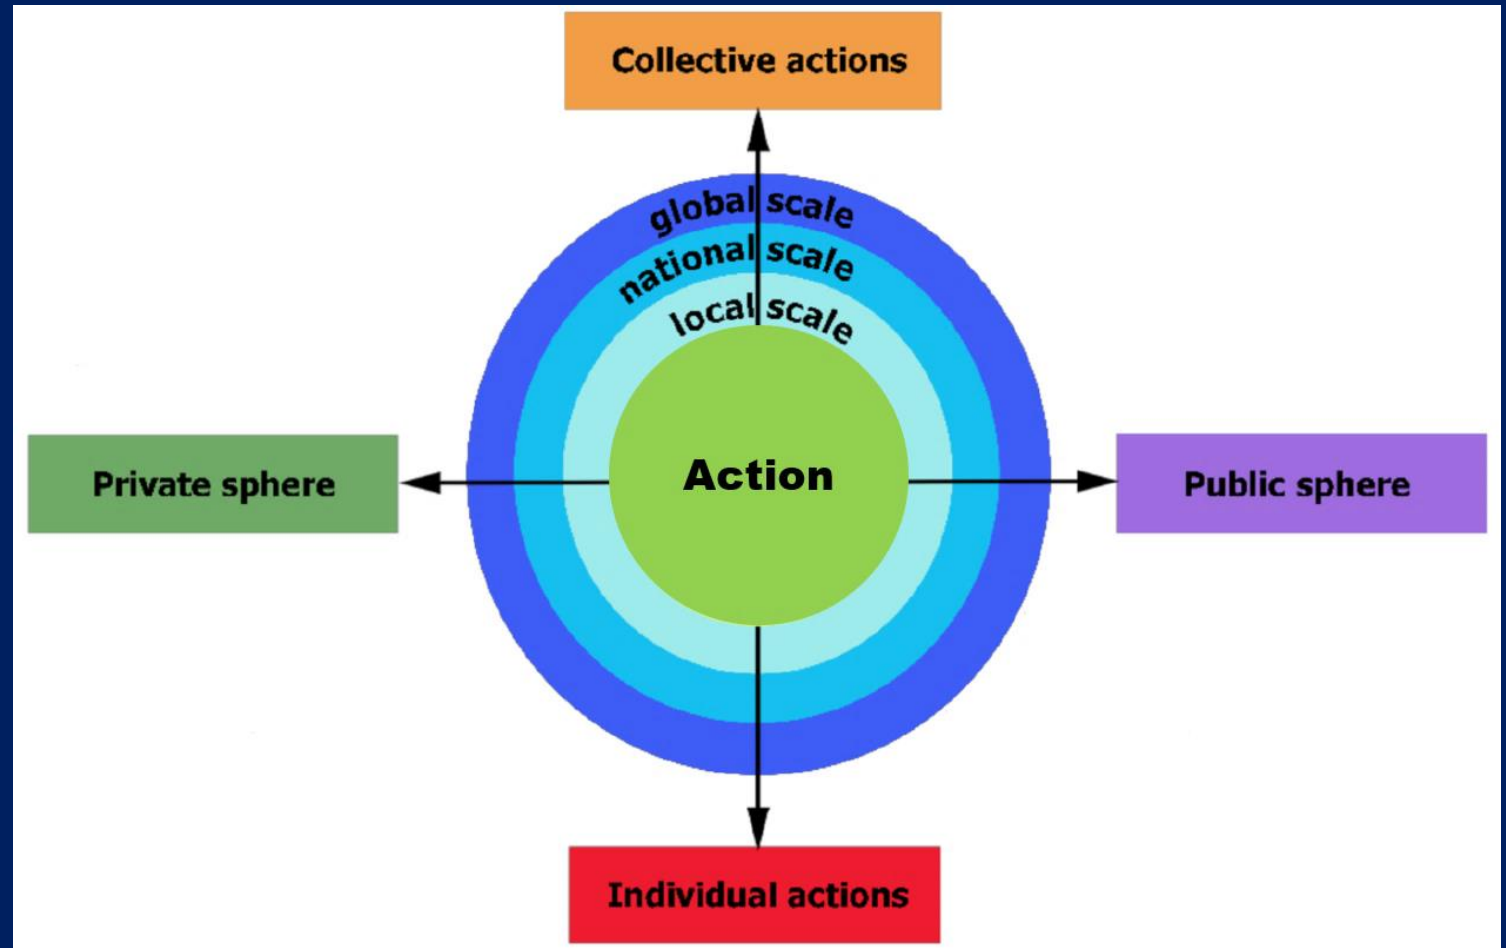 Collective actions
global scale
national scale
local scale
Action
Private sphere
Public sphere
Individual actions